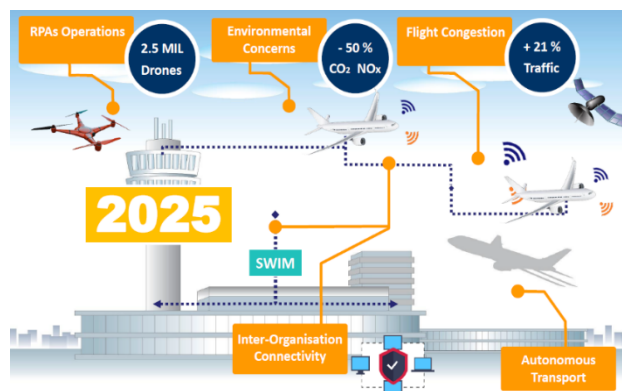 RPAs Operations
2.5 MIL
Drones
Environmental
Concerns
- 50 %
CO₂ NOx
Flight Congestion
+ 21 %
Traffic
2025
SWIM
Inter-Organisation
Connectivity
Autonomous
Transport